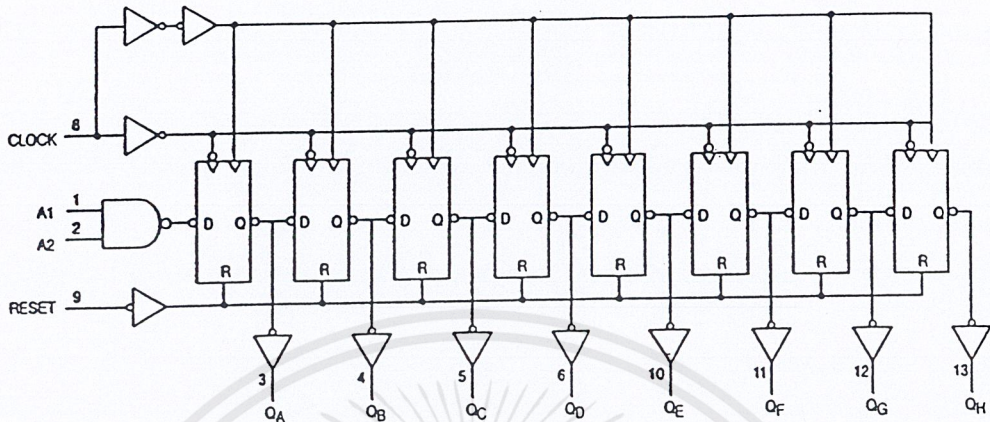 CLOCK 8
A1 1
A2 2
D Q D Q D Q D Q D Q D Q D Q D Q
R R R R R R R R
RESET 9
3 4 5 6 10 11 12 13
QA QB QC QD QE QF QG QH